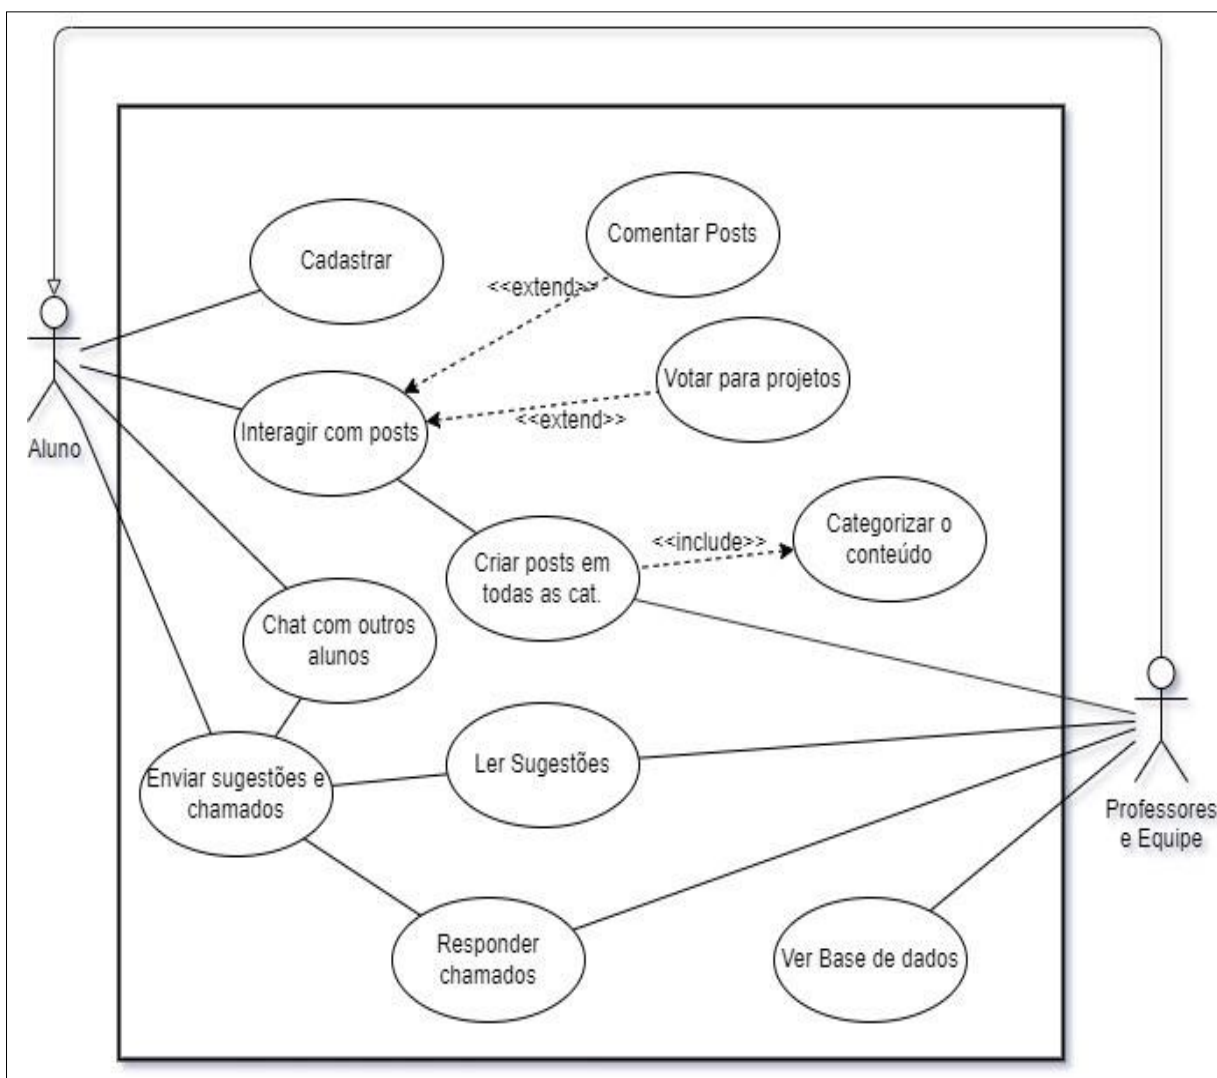 Comentar Posts
Cadastrar
<<extend>>
Votar para projetos
<<extend>>
Interagir com posts
Aluno
Categorizar o
conteúdo
<<include>>
Criar posts em
todas as cat.
Chat com outros
alunos
Ler Sugestões
Enviar sugestões e
chamados
Professores
e Equipe
Responder
chamados
Ver Base de dados